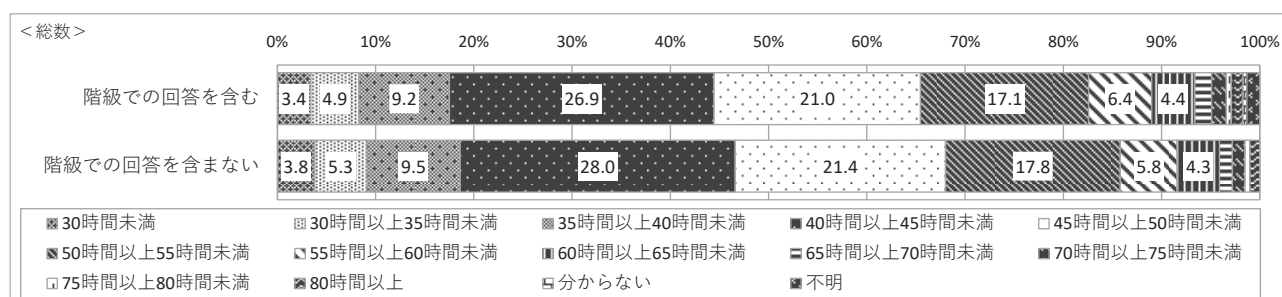 ＜総数＞
0% 10% 20% 30% 40% 50% 60% 70% 80% 90% 100%
階級での回答を含む 3.4 4.9 9.2 26.9 21.0 17.1 6.4 4.4
階級での回答を含まない 3.8 5.3 9.5 28.0 21.4 17.8 5.8 4.3
30時間未満 30時間以上35時間未満 35時間以上40時間未満 40時間以上45時間未満 45時間以上50時間未満
50時間以上55時間未満 55時間以上60時間未満 60時間以上65時間未満 65時間以上70時間未満 70時間以上75時間未満
75時間以上80時間未満 80時間以上 分からない 不明